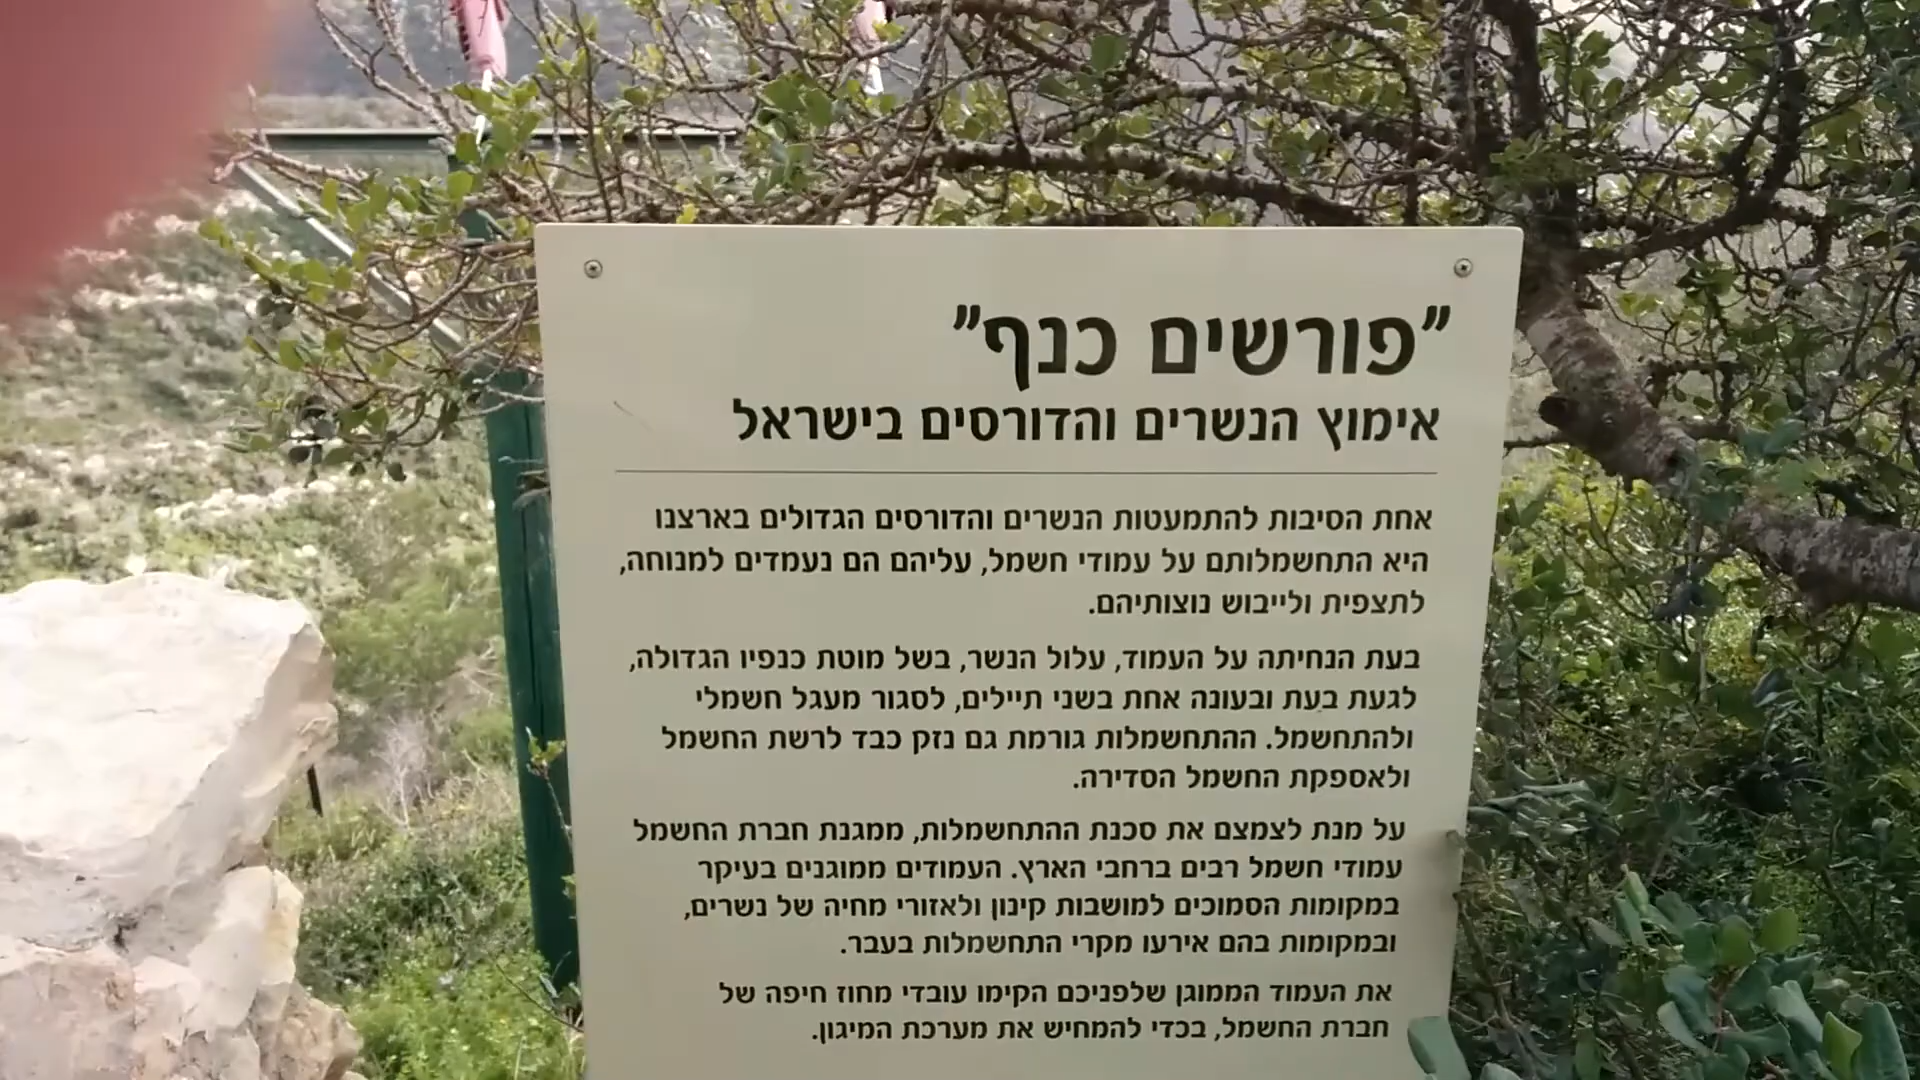 "פורשים כנף"
אימוץ הנשרים והדורסים בישראל
אחת הסיבות להתמעטות הנשרים והדורסים הגדולים בארצנו
היא התחשמלותם על עמודי חשמל, עליהם הם נעמדים למנוחה,
לתצפית ולייבוש נוצותיהם.
בעת הנחיתה על העמוד, עלול הנשר, בשל מוטת כנפיו הגדולה,
לגעת בעת ובעונה אחת בשני תיילים, לסגור מעגל חשמלי
ולהתחשמל. ההתחשמלות גורמת גם נזק כבד לרשת החשמל
ולאספקת החשמל הסדירה.
על מנת לצמצם את סכנת ההתחשמלות, ממגנת חברת החשמל
עמודי חשמל רבים ברחבי הארץ. העמודים ממוגנים בעיקר
במקומות הסמוכים למושבות קינון ולאזורי מחיה של נשרים,
ובמקומות בהם אירעו מקרי התחשמלות בעבר.
את העמוד הממוגן שלפניכם הקימו עובדי מחוז חיפה של
חברת החשמל, בכדי להמחיש את מערכת המיגון.